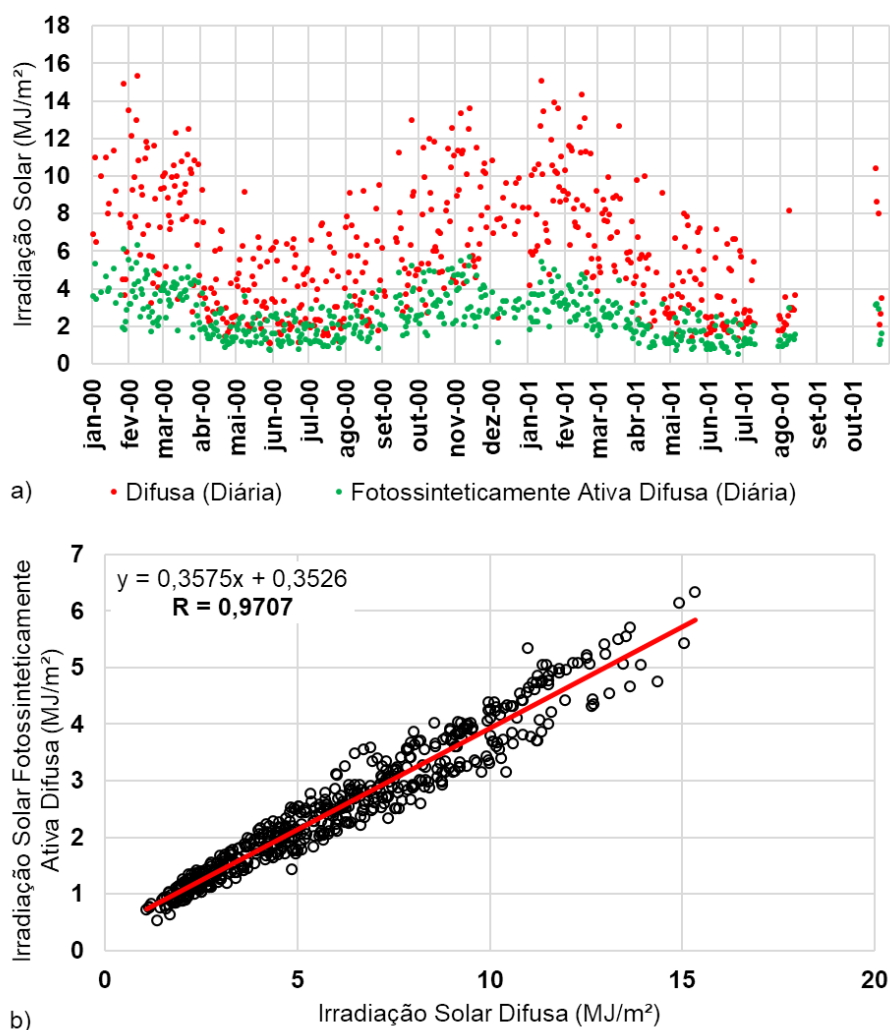 Irradiação Solar (MJ/m²)
18
16
14
12
10
8
6
4
2
0
jan-00 fev-00 mar-00 abr-00 mai-00 jun-00 jul-00 ago-00 set-00 out-00 nov-00 dez-00 jan-01 fev-01 mar-01 abr-01 mai-01 jun-01 jul-01 ago-01 set-01 out-01
a) Difusa (Diária) Fotossinteticamente Ativa Difusa (Diária)
Irradiação Solar Fotossinteticamente
Ativa Difusa (MJ/m²)
7
6
5
4
3
2
1
0
y = 0,3575x + 0,3526
R = 0,9707
0 5 10 15 20
Irradiação Solar Difusa (MJ/m²)
b)